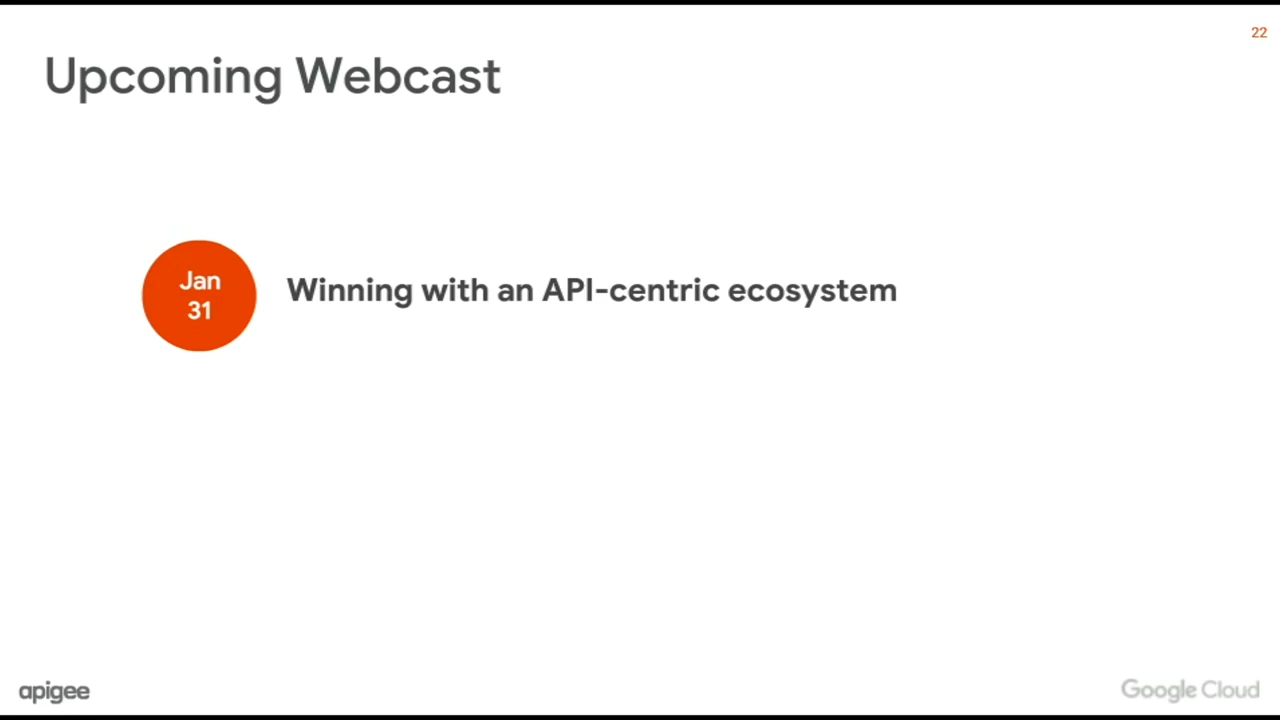 22
Upcoming Webcast
Jan
31
Winning with an API-centric ecosystem
apigee
Google Cloud